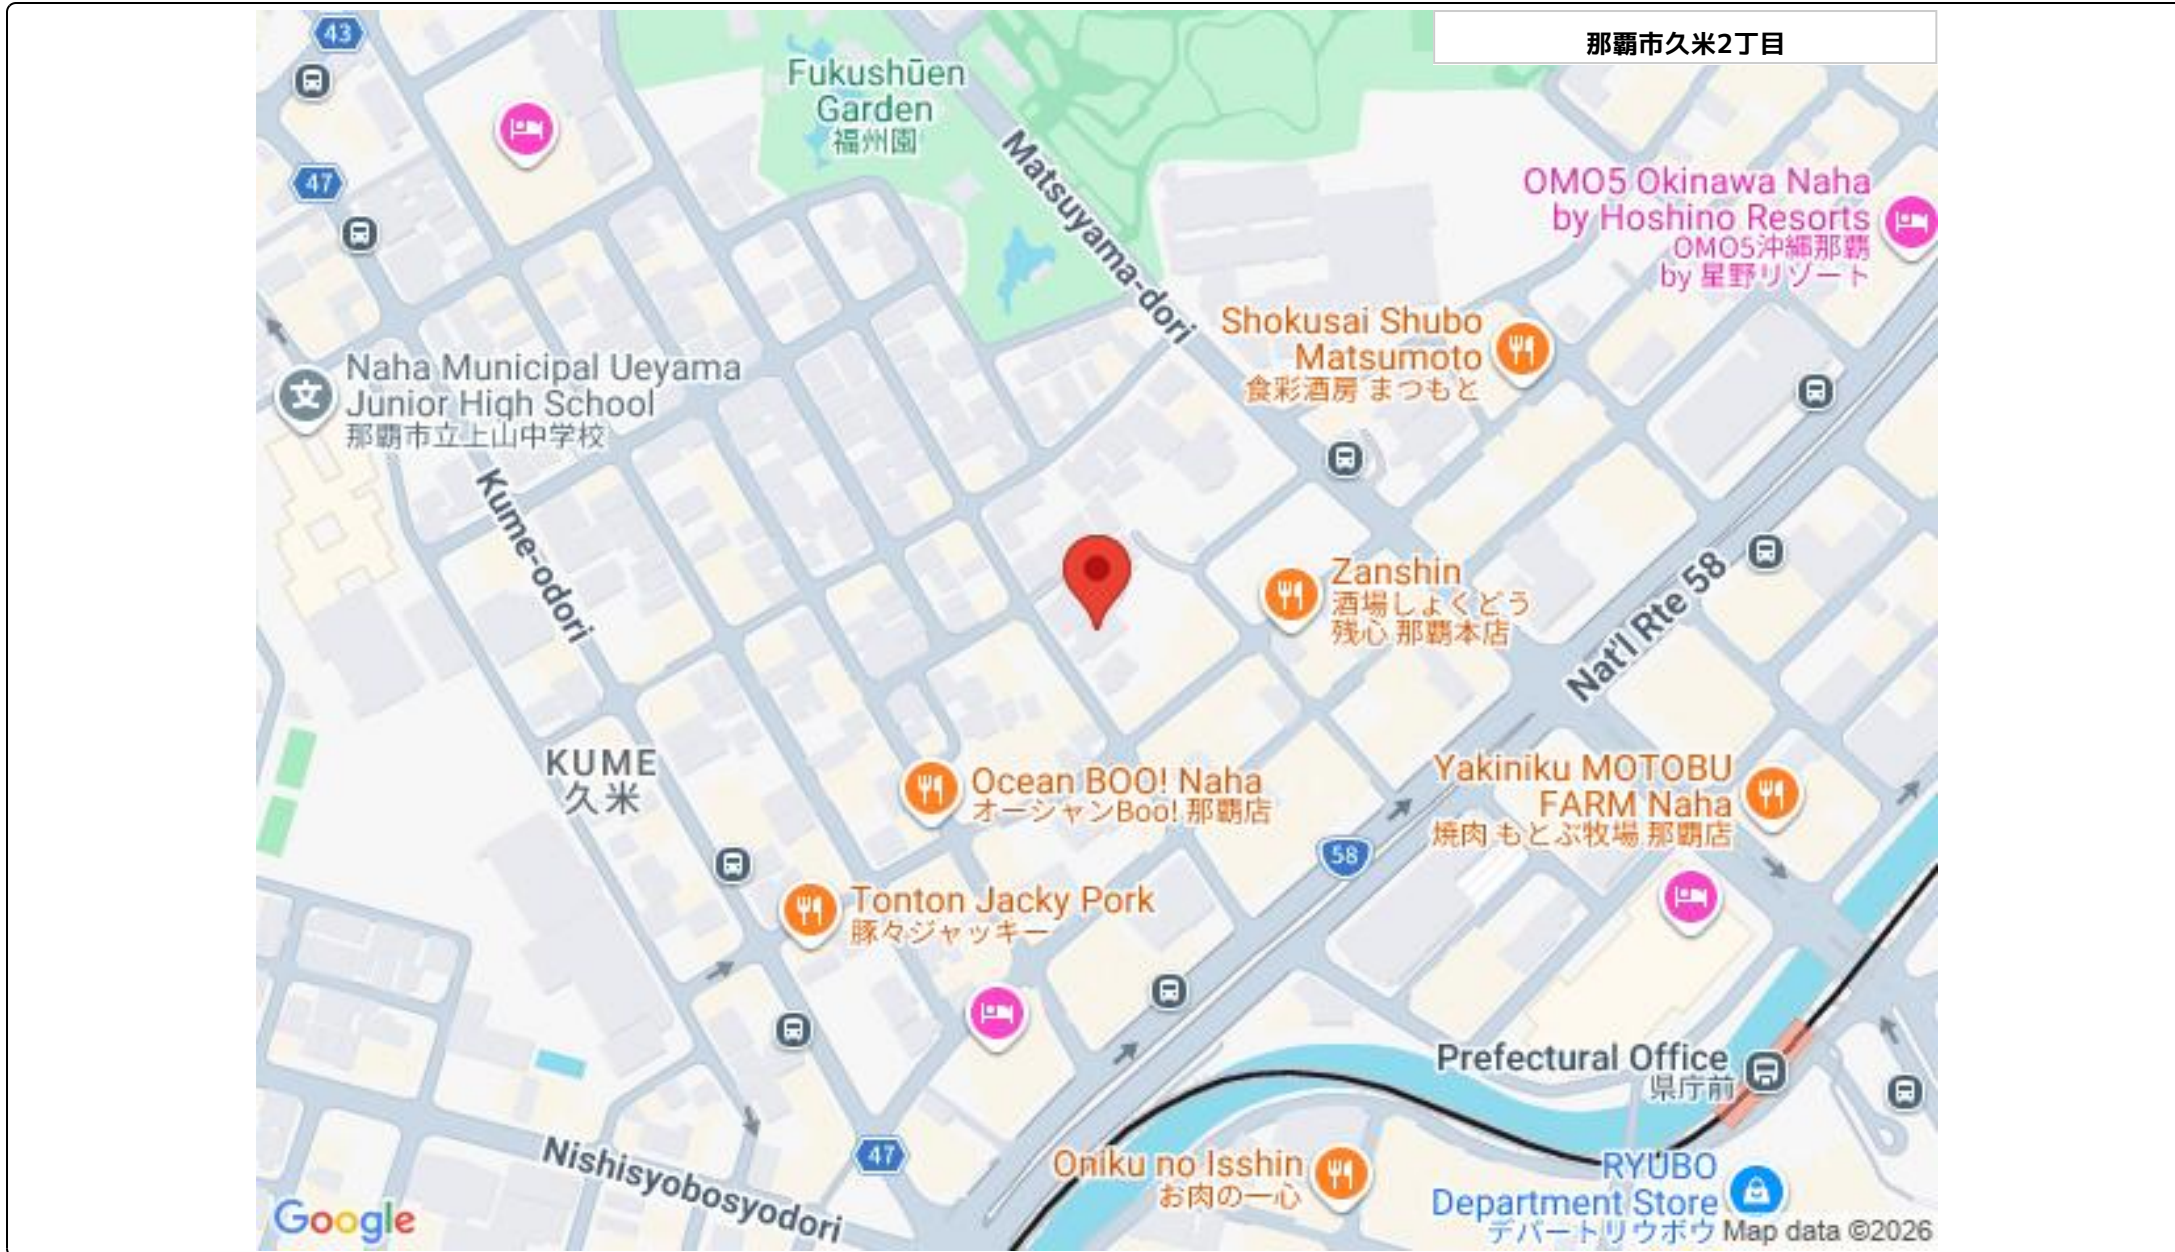 那覇市久米2丁目
43
Fukushūen
Garden
福州園
Matsuyama-dori
47
OMO5 Okinawa Naha
by Hoshino Resorts
OMO5沖縄那覇
by 星野リゾート
Shokusai Shubo
Matsumoto
食彩酒房 まつもと
Naha Municipal Ueyama
Junior High School
那覇市立上山中学校
文
Kume-odori
Zanshin
酒場しょくどう
残心 那覇本店
Nat'l Rte 58
KUME
久米
Ocean BOO! Naha
オーシャンBoo! 那覇店
Yakiniku MOTOBU
FARM Naha
焼肉 もとぶ牧場 那覇店
58
Tonton Jacky Pork
豚々ジャッキー
Prefectural Office
県庁前
Nishisyobosyodori
47
Oniku no Isshin
お肉の一心
RYUBO
Department Store
デパートリウボウ
Google
Map data ©2026